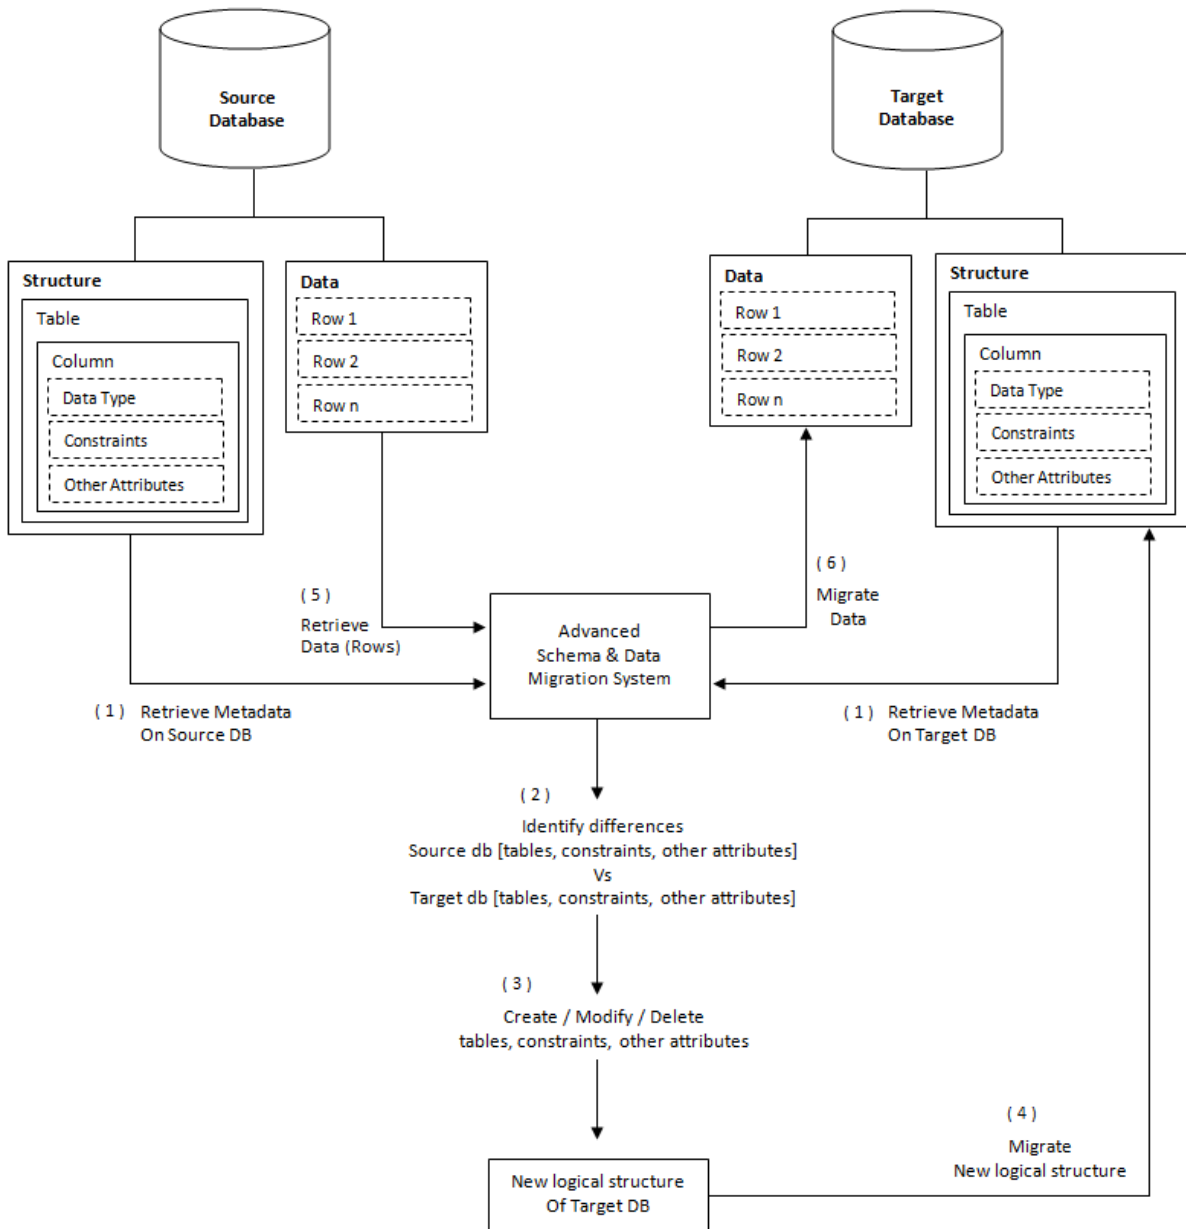 Source
Database
Target
Database
Structure
Table
Column
Data Type
Constraints
Other Attributes
Data
Row 1
Row 2
Row n
Data
Row 1
Row 2
Row n
Structure
Table
Column
Data Type
Constraints
Other Attributes
( 5 )
Retrieve
Data (Rows)
Advanced
Schema & Data
Migration System
( 6 )
Migrate
Data
( 1 ) Retrieve Metadata
On Source DB
( 1 ) Retrieve Metadata
On Target DB
( 2 )
Identify differences
Source db [tables, constraints, other attributes]
Vs
Target db [tables, constraints, other attributes]
( 3 )
Create / Modify / Delete
tables, constraints, other attributes
( 4 )
Migrate
New logical structure
New logical structure
Of Target DB